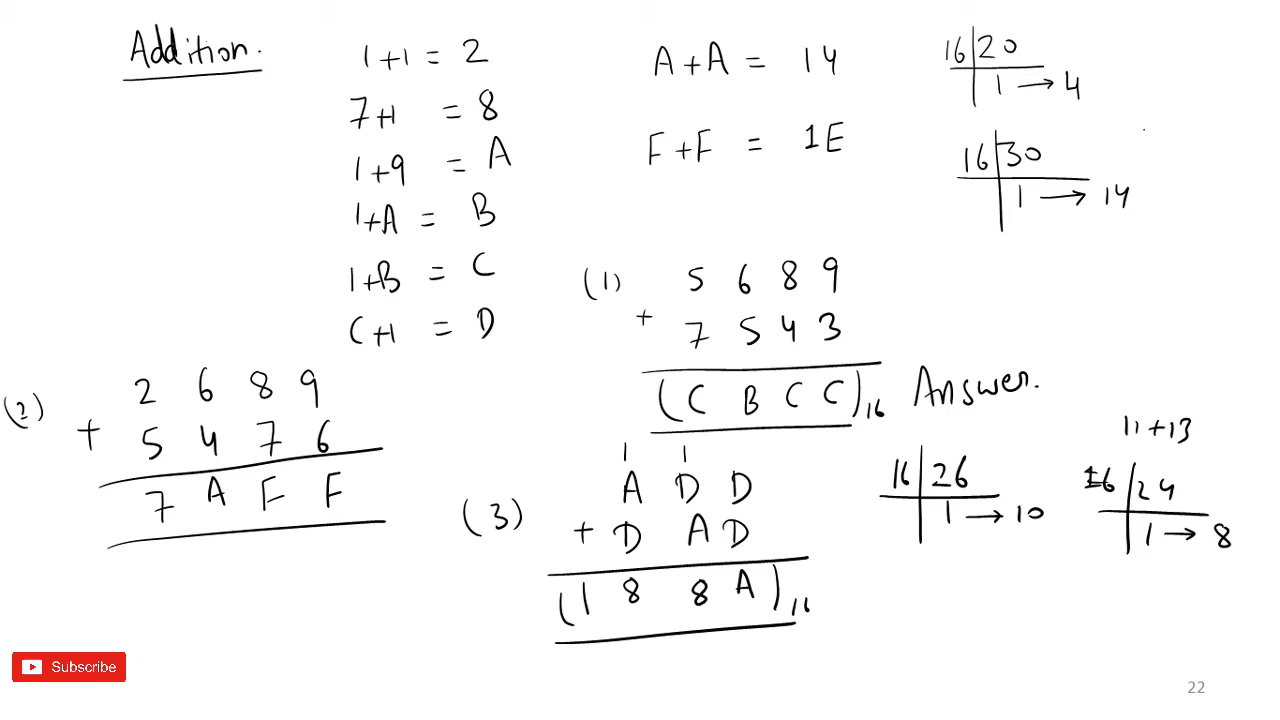 Addition.
1+1 = 2
7+1 = 8
1+9 = A
1+A = B
1+B = C
C+1 = D
A+A = 14
F+F = 1E
16 20
1 → 4
16 30
1 → 14
(1) 5 6 8 9
+ 7 5 4 3
(C B C C)16 Answer.
(2) 2 6 8 9
+ 5 4 7 6
7 A F F
1 1
(3) A D D
+ D A D
(1 8 8 A)16
16 26
1 → 10
11+13
16 24
1 → 8
Subscribe
22